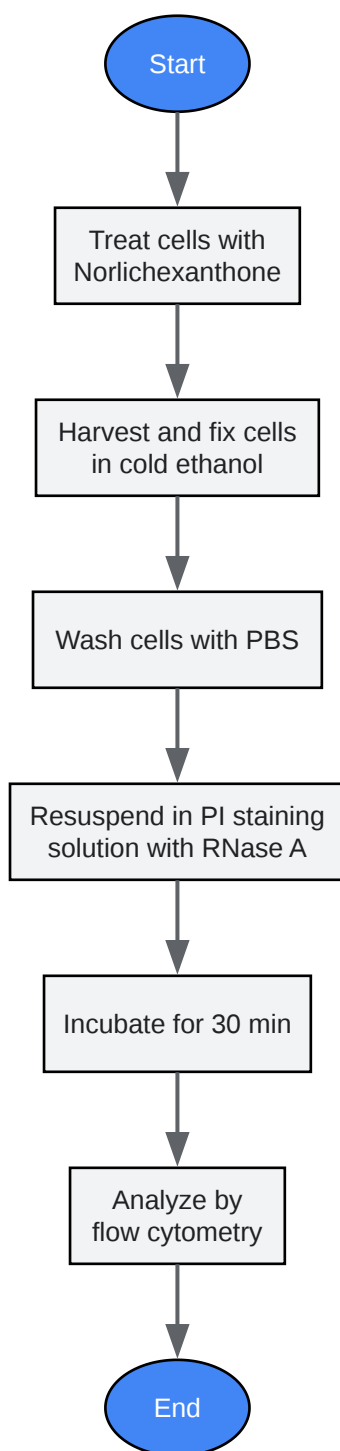 Start
Treat cells with
Norlichexanthone
Harvest and fix cells
in cold ethanol
Wash cells with PBS
Resuspend in PI staining
solution with RNase A
Incubate for 30 min
Analyze by
flow cytometry
End